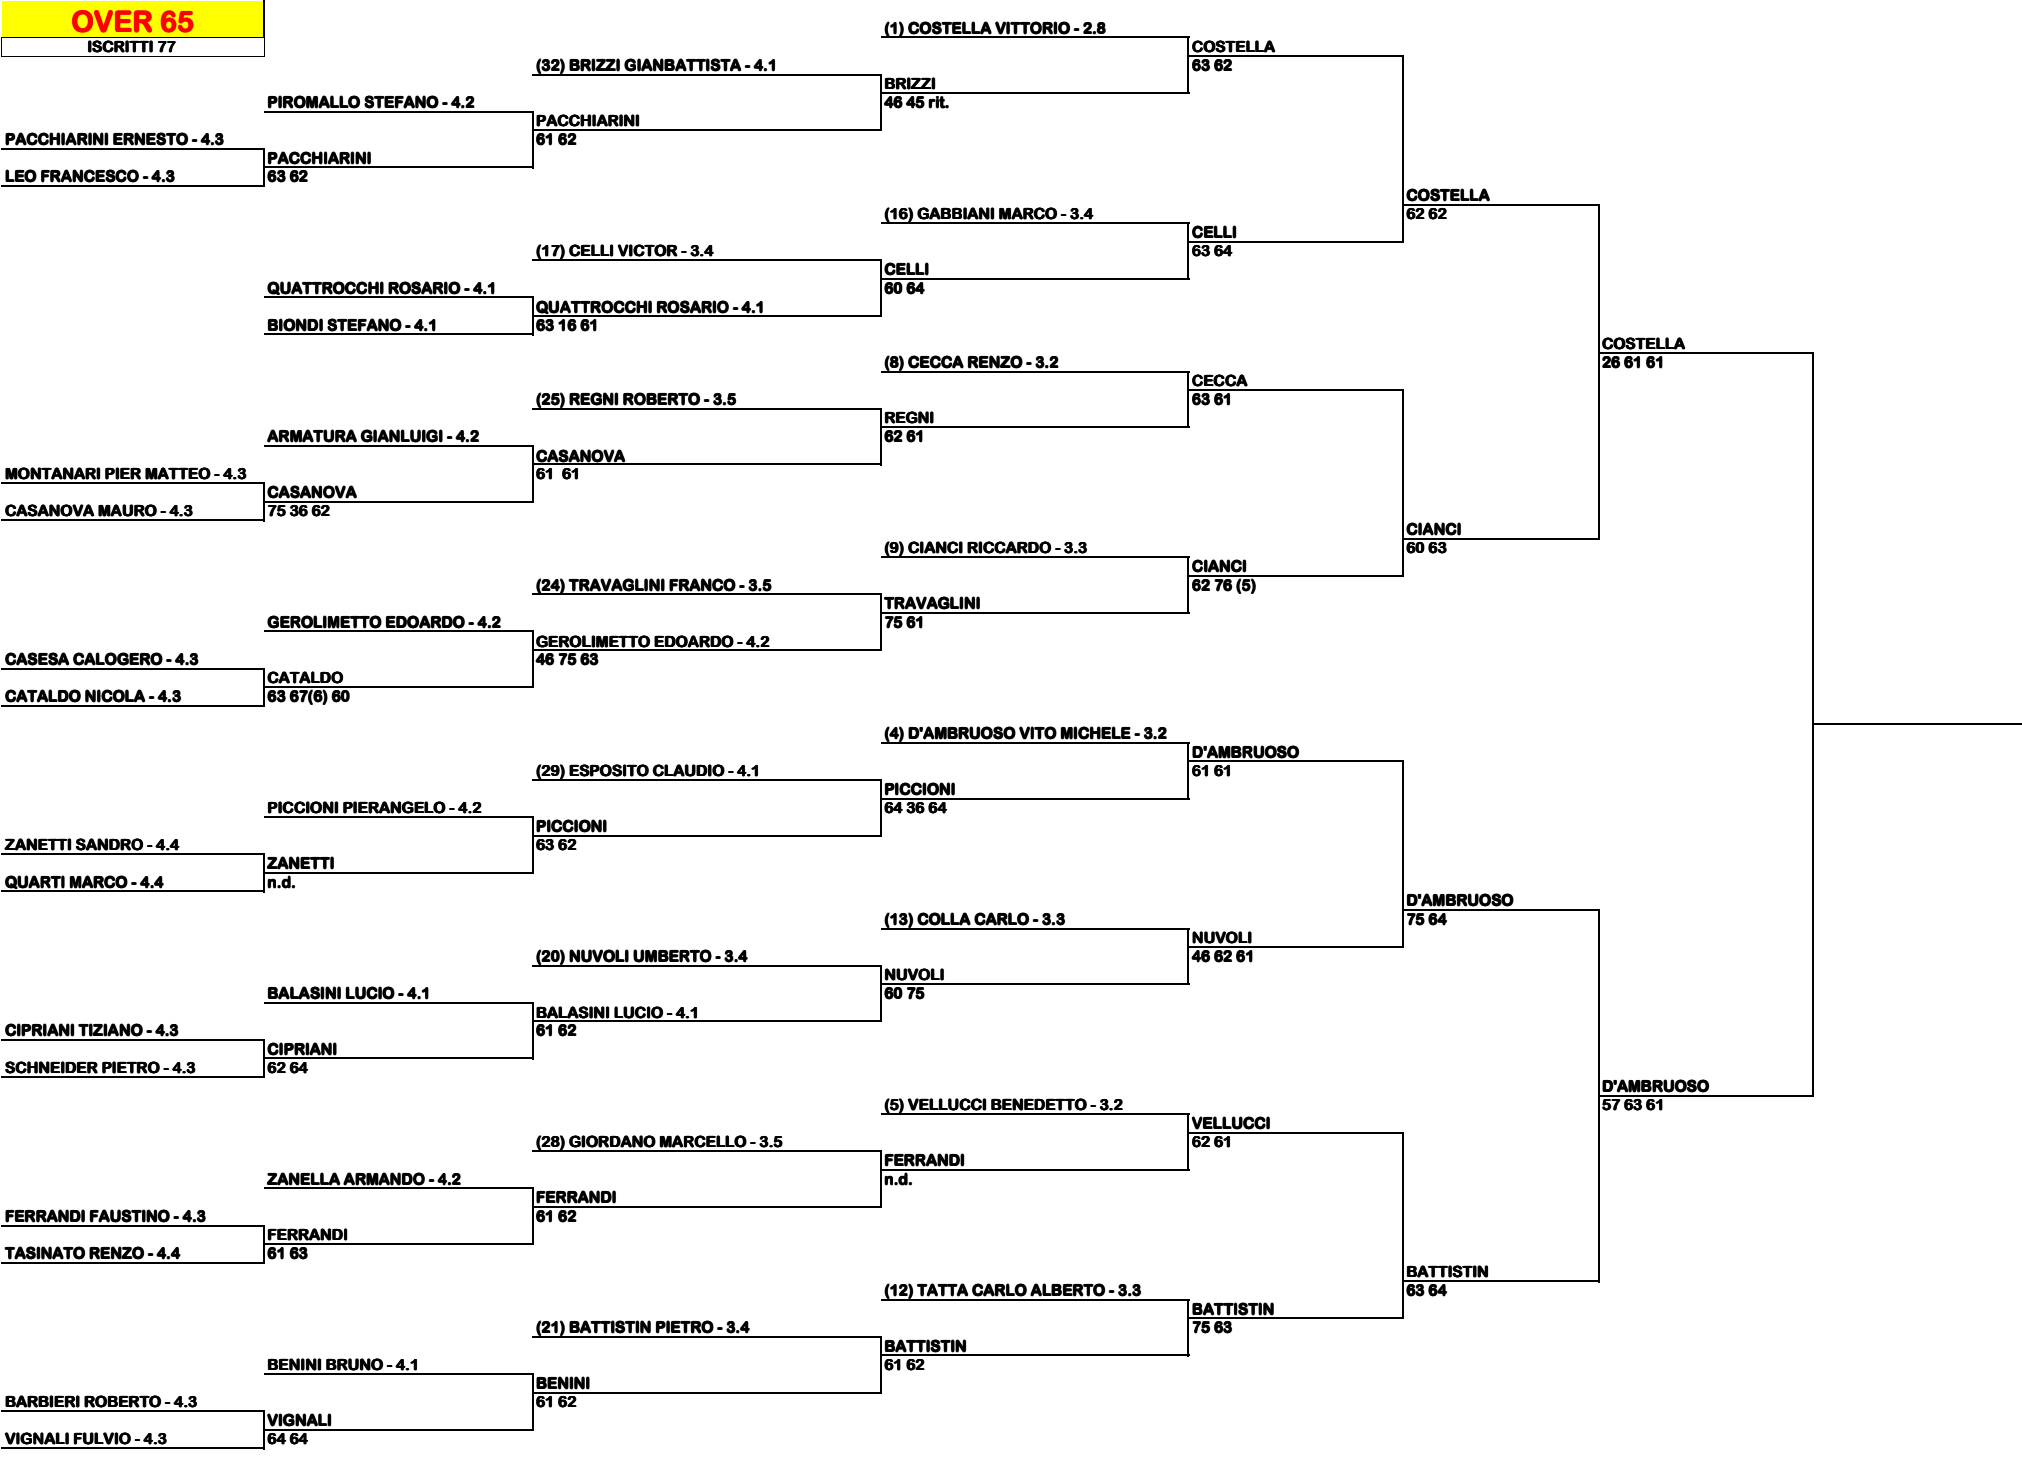 OVER 65
ISCRITTI 77
(1) COSTELLA VITTORIO - 2.8
COSTELLA
63 62
(32) BRIZZI GIANBATTISTA - 4.1
BRIZZI
46 45 rit.
PIROMALLO STEFANO - 4.2
PACCHIARINI
61 62
PACCHIARINI ERNESTO - 4.3
PACCHIARINI
63 62
LEO FRANCESCO - 4.3
COSTELLA
62 62
(16) GABBIANI MARCO - 3.4
CELLI
63 64
(17) CELLI VICTOR - 3.4
CELLI
60 64
QUATTROCCHI ROSARIO - 4.1
QUATTROCCHI ROSARIO - 4.1
63 16 61
BIONDI STEFANO - 4.1
COSTELLA
26 61 61
(8) CECCA RENZO - 3.2
CECCA
63 61
(25) REGNI ROBERTO - 3.5
REGNI
62 61
ARMATURA GIANLUIGI - 4.2
CASANOVA
61  61
MONTANARI PIER MATTEO - 4.3
CASANOVA
75 36 62
CASANOVA MAURO - 4.3
CIANCI
60 63
(9) CIANCI RICCARDO - 3.3
CIANCI
62 76 (5)
(24) TRAVAGLINI FRANCO - 3.5
TRAVAGLINI
75 61
GEROLIMETTO EDOARDO - 4.2
GEROLIMETTO EDOARDO - 4.2
46 75 63
CASESA CALOGERO - 4.3
CATALDO
63 67(6) 60
CATALDO NICOLA - 4.3
(4) D'AMBRUOSO VITO MICHELE - 3.2
D'AMBRUOSO
61 61
(29) ESPOSITO CLAUDIO - 4.1
PICCIONI
64 36 64
PICCIONI PIERANGELO - 4.2
PICCIONI
63 62
ZANETTI SANDRO - 4.4
ZANETTI
n.d.
QUARTI MARCO - 4.4
D'AMBRUOSO
75 64
(13) COLLA CARLO - 3.3
NUVOLI
46 62 61
(20) NUVOLI UMBERTO - 3.4
NUVOLI
60 75
BALASINI LUCIO - 4.1
BALASINI LUCIO - 4.1
61 62
CIPRIANI TIZIANO - 4.3
CIPRIANI
62 64
SCHNEIDER PIETRO - 4.3
D'AMBRUOSO
57 63 61
(5) VELLUCCI BENEDETTO - 3.2
VELLUCCI
62 61
(28) GIORDANO MARCELLO - 3.5
FERRANDI
n.d.
ZANELLA ARMANDO - 4.2
FERRANDI
61 62
FERRANDI FAUSTINO - 4.3
FERRANDI
61 63
TASINATO RENZO - 4.4
BATTISTIN
63 64
(12) TATTA CARLO ALBERTO - 3.3
BATTISTIN
75 63
(21) BATTISTIN PIETRO - 3.4
BATTISTIN
61 62
BENINI BRUNO - 4.1
BENINI
61 62
BARBIERI ROBERTO - 4.3
VIGNALI
64 64
VIGNALI FULVIO - 4.3